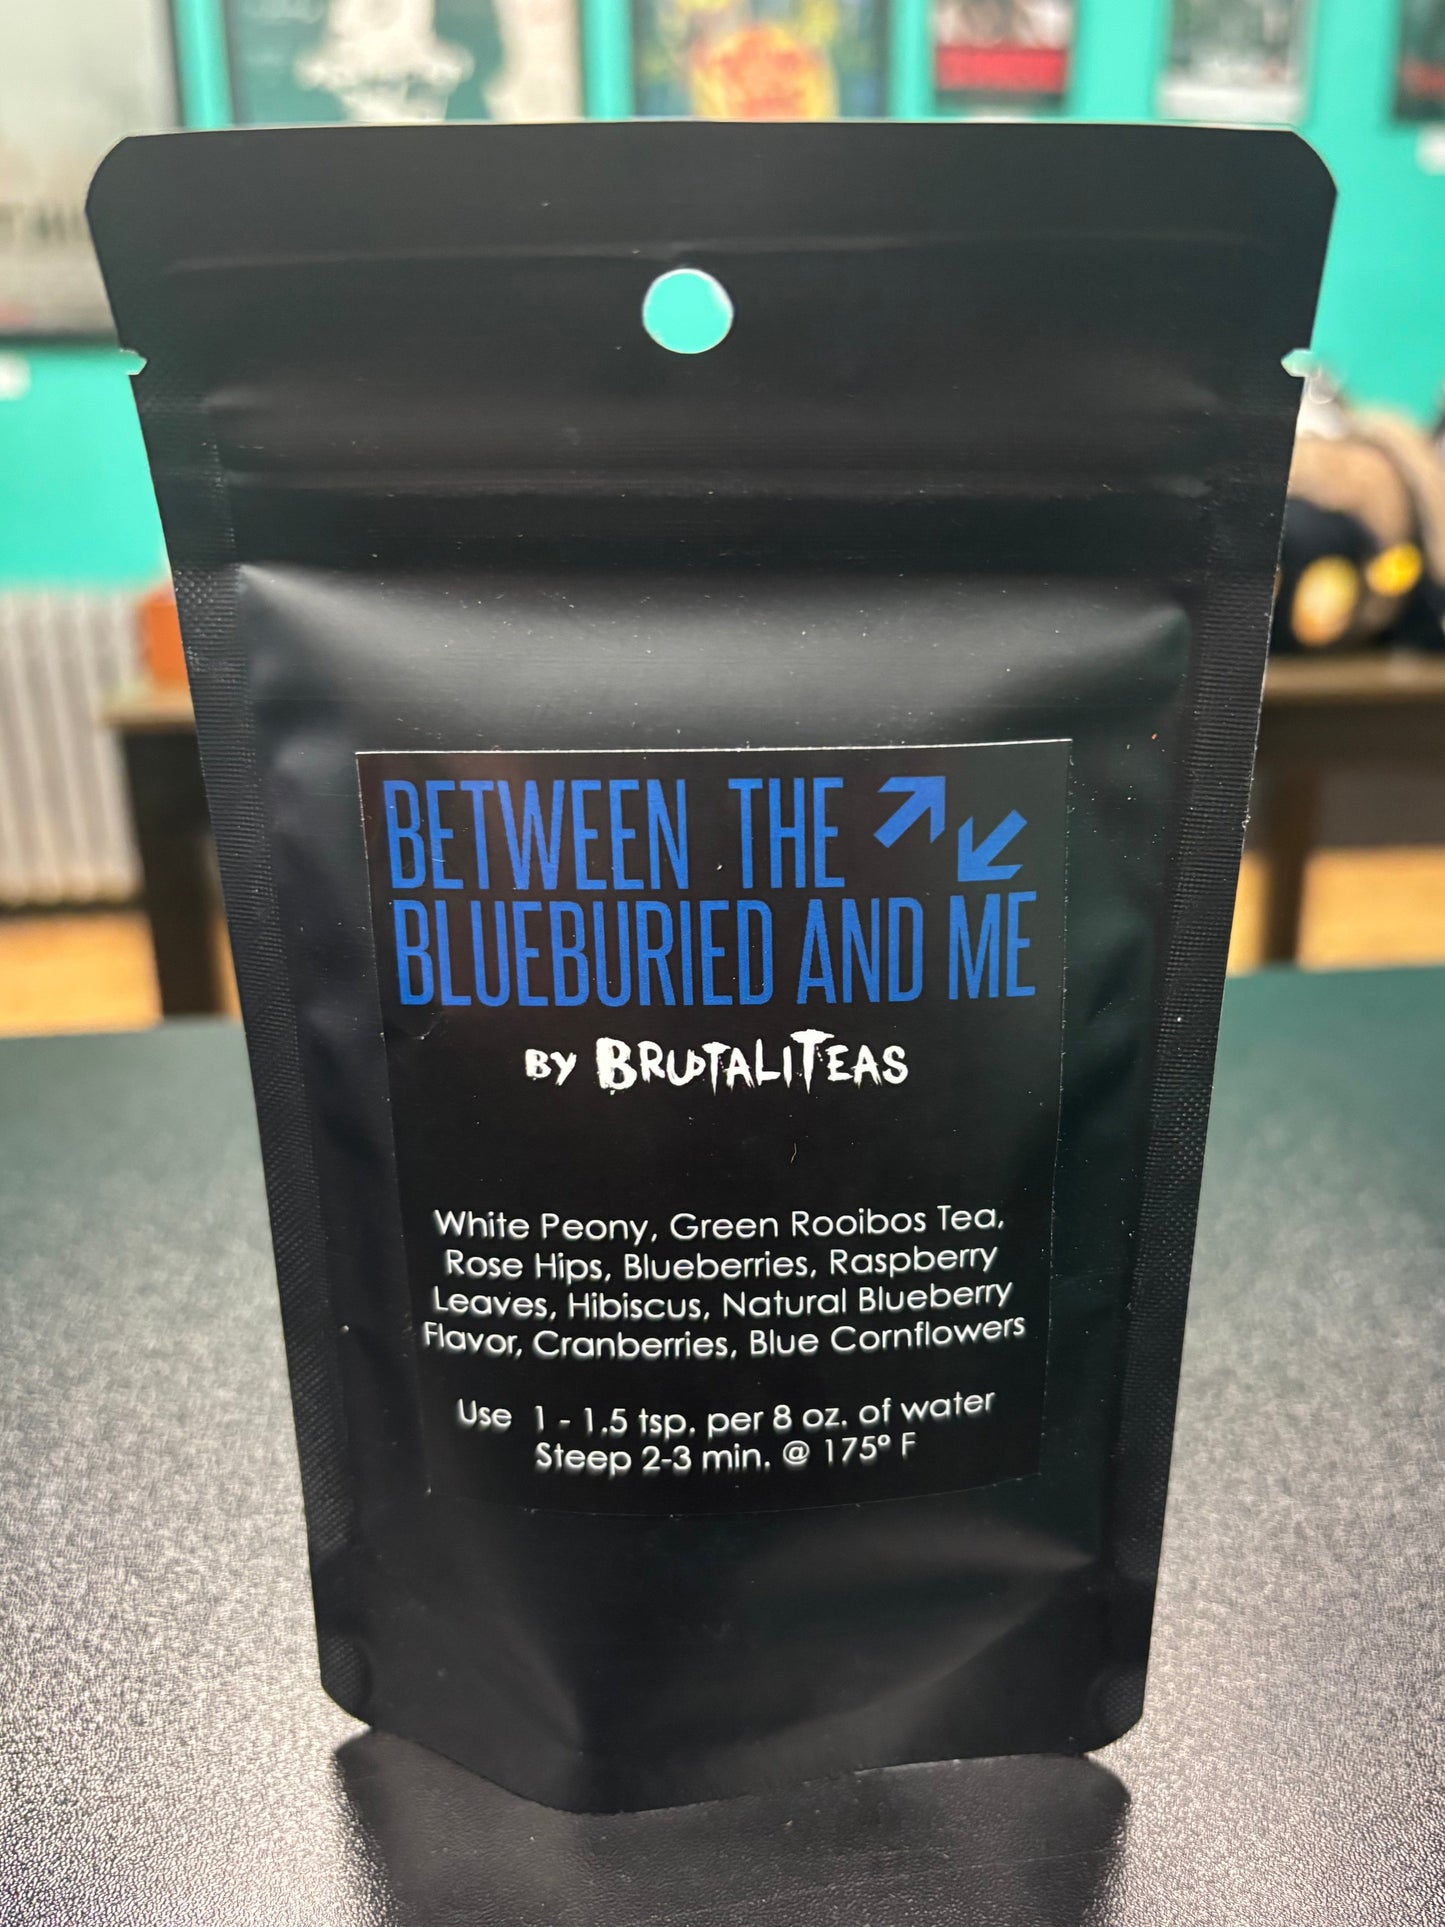 BETWEEN THE
BLUEBURIED AND ME
BY BRUTALITEAS
White Peony, Green Rooibos Tea,
Rose Hips, Blueberries, Raspberry
Leaves, Hibiscus, Natural Blueberry
Flavor, Cranberries, Blue Cornflowers
Use 1 - 1.5 tsp. per 8 oz. of water
Steep 2-3 min. @ 175° F